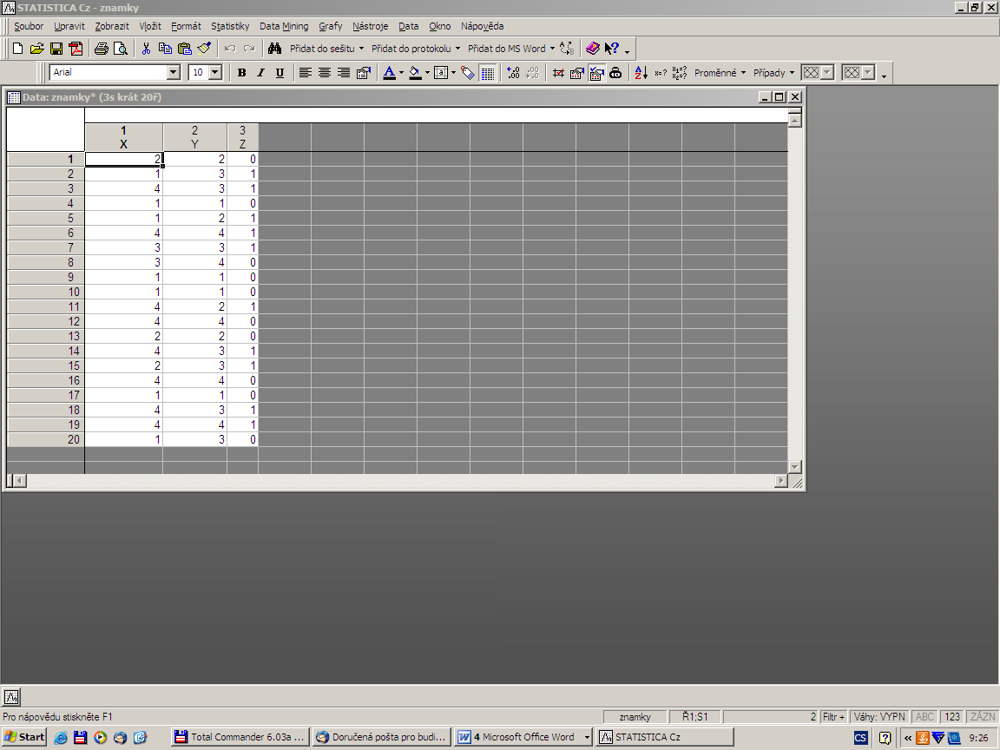 STATISTICA Cz - znamky
Soubor Upravit Zobrazit Vložit Formát Statistiky Data Mining Grafy Nástroje Data Okno Nápověda
Přidat do sešitu Přidat do protokolu Přidat do MS Word
Arial 10 B I U Proměnné Případy
Data: znamky* (3s krát 20ř)
1 2 3
X Y Z
1 2 2 0
2 1 3 1
3 4 3 1
4 1 1 0
5 1 2 1
6 4 4 1
7 3 3 1
8 3 4 0
9 1 1 0
10 1 1 0
11 4 2 1
12 4 4 0
13 2 2 0
14 4 3 1
15 2 3 1
16 4 4 0
17 1 1 0
18 4 3 1
19 4 4 1
20 1 3 0
Pro nápovědu stiskněte F1 znamky Ř1;S1 2 Filtr + Váhy: VYPN ABC 123 ZÁZN
Start Total Commander 6.03a ... Doručená pošta pro budi... 4 Microsoft Office Word STATISTICA Cz CS « 9:26